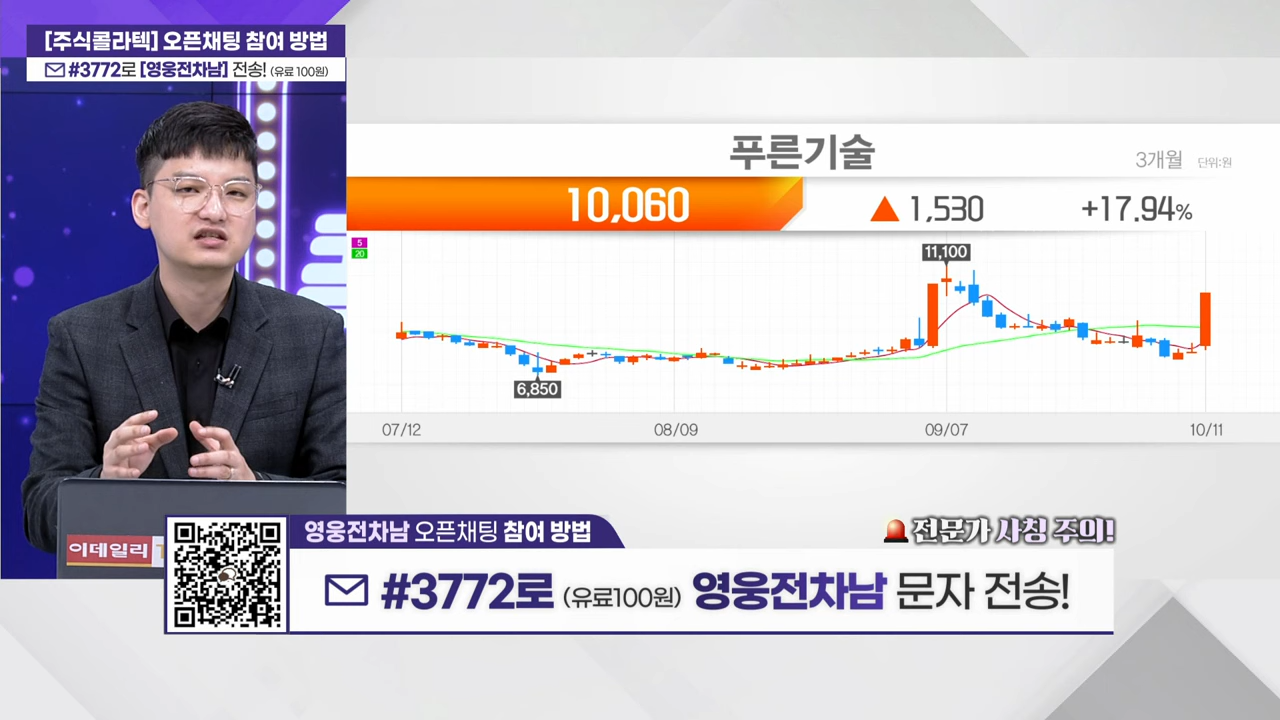 [주식콜라텍] 오픈채팅 참여 방법
#3772로 [영웅전차남] 전송! (유료 100원)
푸른기술
3개월 단위:원
10,060 ▲ 1,530 +17.94%
5
20
11,100
6,850
07/12 08/09 09/07 10/11
이데일리 T
영웅전차남 오픈채팅 참여 방법
전문가 사칭 주의!
#3772로 (유료100원) 영웅전차남 문자 전송!